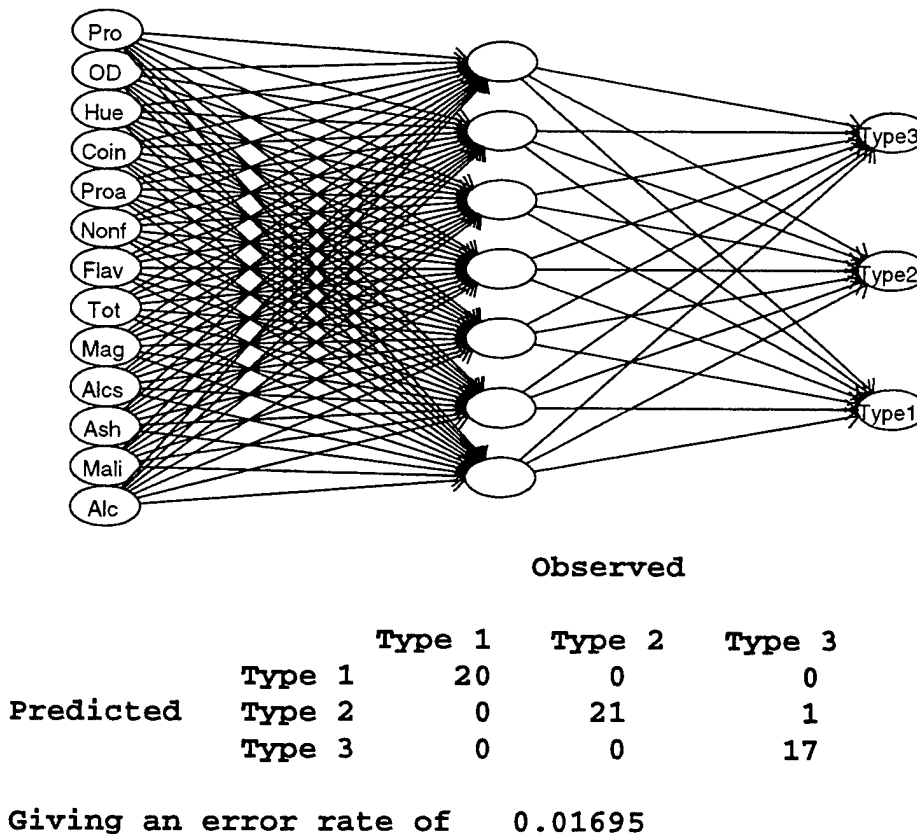 Pro
OD
Hue
Coin
Proa
Nonf
Flav
Tot
Mag
Alcs
Ash
Mali
Alc
Type3
Type2
Type1
Observed
Type 1 Type 2 Type 3
Type 1 20 0 0
Predicted Type 2 0 21 1
Type 3 0 0 17
Giving an error rate of 0.01695